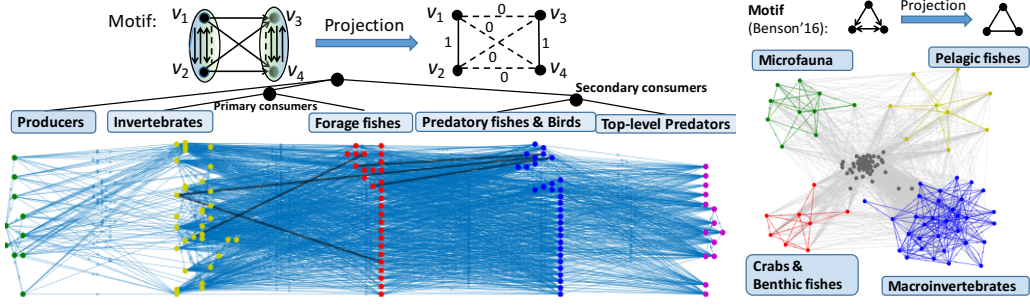 Motif:
V1
V3
V2
V4
Projection
V1
V3
V2
V4
0
0
0
0
1
1
Primary consumers
Secondary consumers
Producers
Invertebrates
Forage fishes
Predatory fishes & Birds
Top-level Predators
Motif
(Benson'16):
Projection
Microfauna
Pelagic fishes
Crabs &
Benthic fishes
Macroinvertebrates